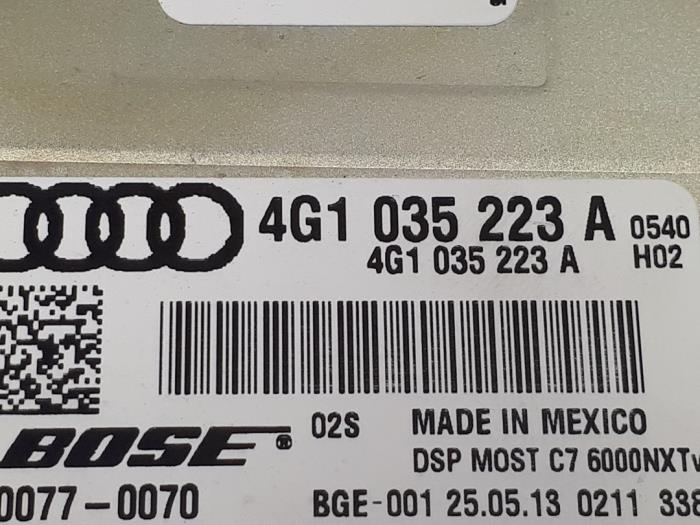 4G1 035 223 A 0540
4G1 035 223 A H02
BOSE® 02S MADE IN MEXICO
DSP MOST C7 6000NXTv
0077-0070 BGE-001 25.05.13 0211 338